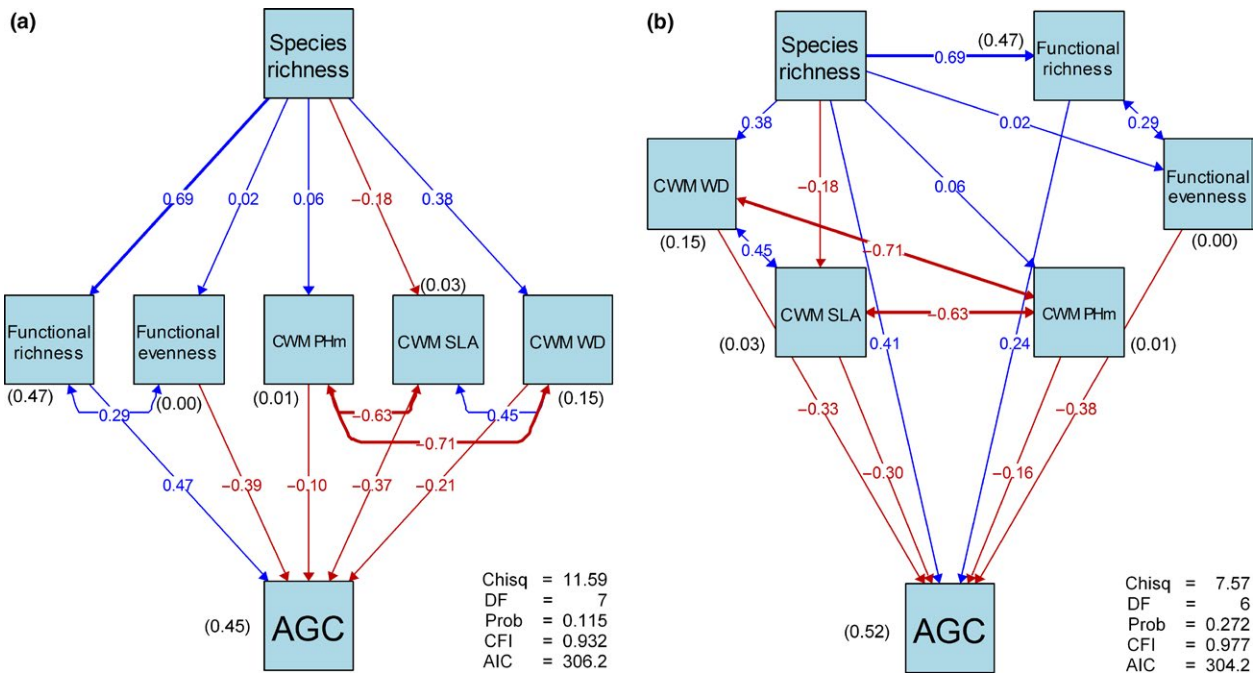 (a)
Species
richness
0.69
0.02
0.06
−0.18
0.38
Functional
richness
Functional
evenness
CWM PHm
CWM SLA
CWM WD
(0.47)
(0.00)
(0.01)
(0.03)
(0.15)
0.29
−0.63
0.45
−0.71
0.47
−0.39
−0.10
−0.37
−0.21
(0.45)
AGC
Chisq = 11.59
DF = 7
Prob = 0.115
CFI = 0.932
AIC = 306.2
(b)
Species
richness
0.69
(0.47)
Functional
richness
0.38
0.02
0.29
CWM WD
(0.15)
−0.18
0.06
Functional
evenness
(0.00)
0.45
−0.71
CWM SLA
(0.03)
−0.63
CWM PHm
(0.01)
0.41
0.24
−0.33
−0.30
−0.16
−0.38
(0.52)
AGC
Chisq = 7.57
DF = 6
Prob = 0.272
CFI = 0.977
AIC = 304.2